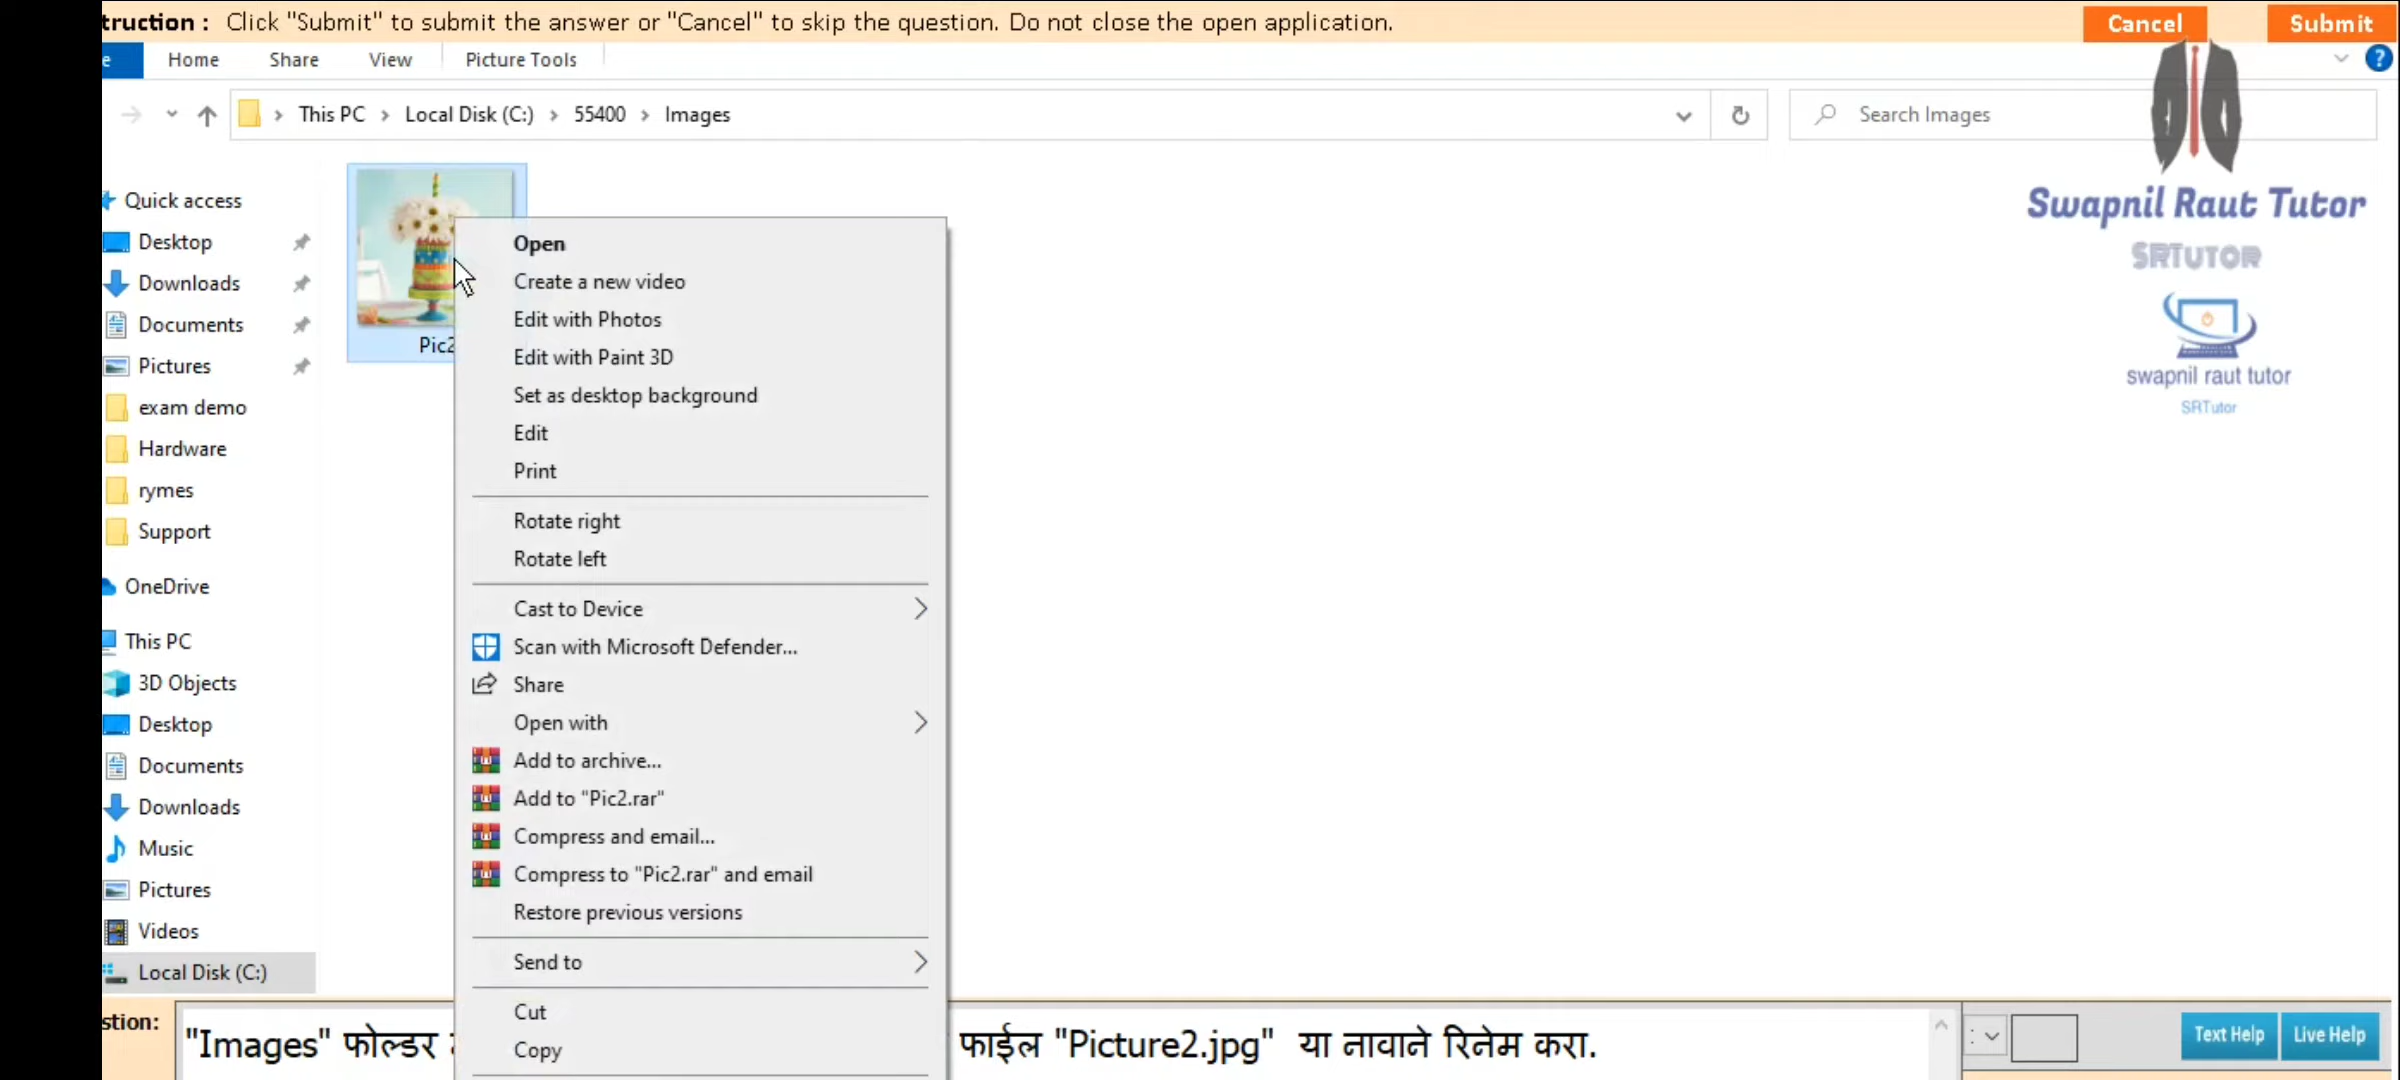 truction : Click "Submit" to submit the answer or "Cancel" to skip the question. Do not close the open application.
Cancel
Submit
e
Home
Share
View
Picture Tools
?
This PC
Local Disk (C:)
55400
Images
Search Images
Swapnil Raut Tutor
SRTUTOR
swapnil raut tutor
SRTutor
Quick access
Desktop
Downloads
Documents
Pictures
exam demo
Hardware
rymes
Support
OneDrive
This PC
3D Objects
Desktop
Documents
Downloads
Music
Pictures
Videos
Local Disk (C:)
Pic2
Open
Create a new video
Edit with Photos
Edit with Paint 3D
Set as desktop background
Edit
Print
Rotate right
Rotate left
Cast to Device
Scan with Microsoft Defender...
Share
Open with
Add to archive...
Add to "Pic2.rar"
Compress and email...
Compress to "Pic2.rar" and email
Restore previous versions
Send to
Cut
Copy
stion:
"Images" फोल्डर
फाईल "Picture2.jpg" या नावाने रिनेम करा.
Text Help
Live Help